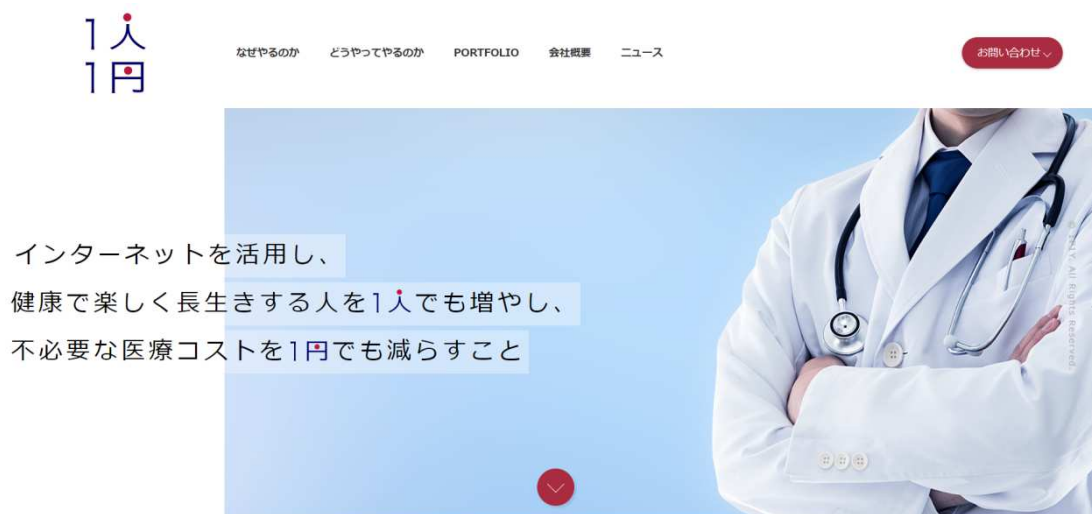 1人
1円
なぜやるのか
どうやってやるのか
PORTFOLIO
会社概要
ニュース
お問い合わせ
インターネットを活用し、
健康で楽しく長生きする人を1人でも増やし、
不必要な医療コストを1円でも減らすこと
All Rights Reserved.